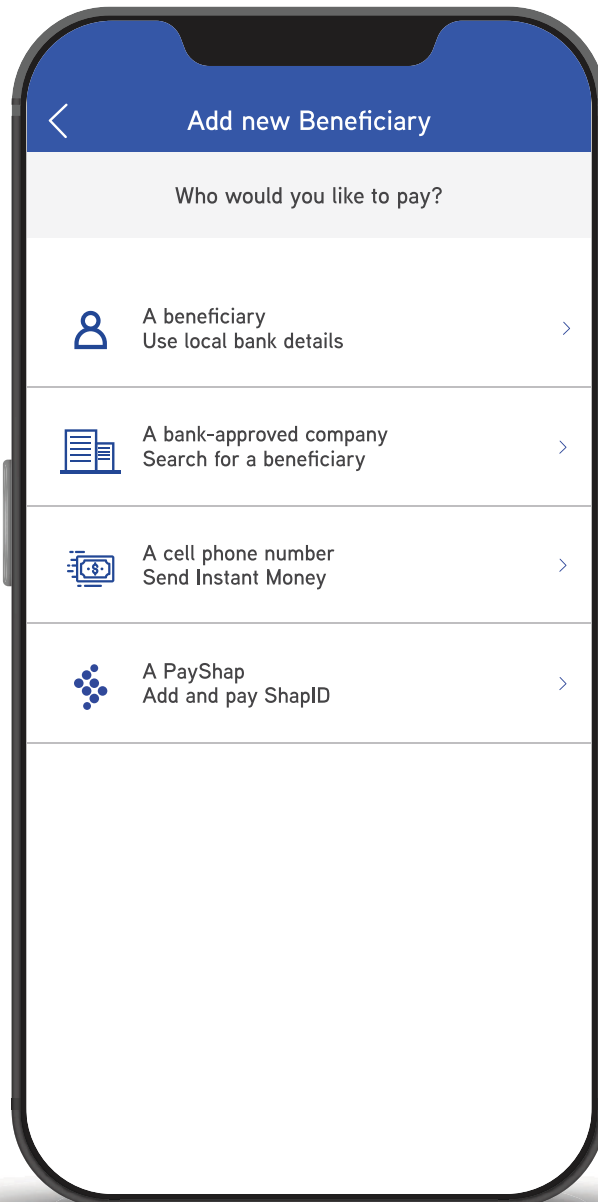 Add new Beneficiary
Who would you like to pay?
A beneficiary
Use local bank details
A bank-approved company
Search for a beneficiary
A cell phone number
Send Instant Money
A PayShap
Add and pay ShapID